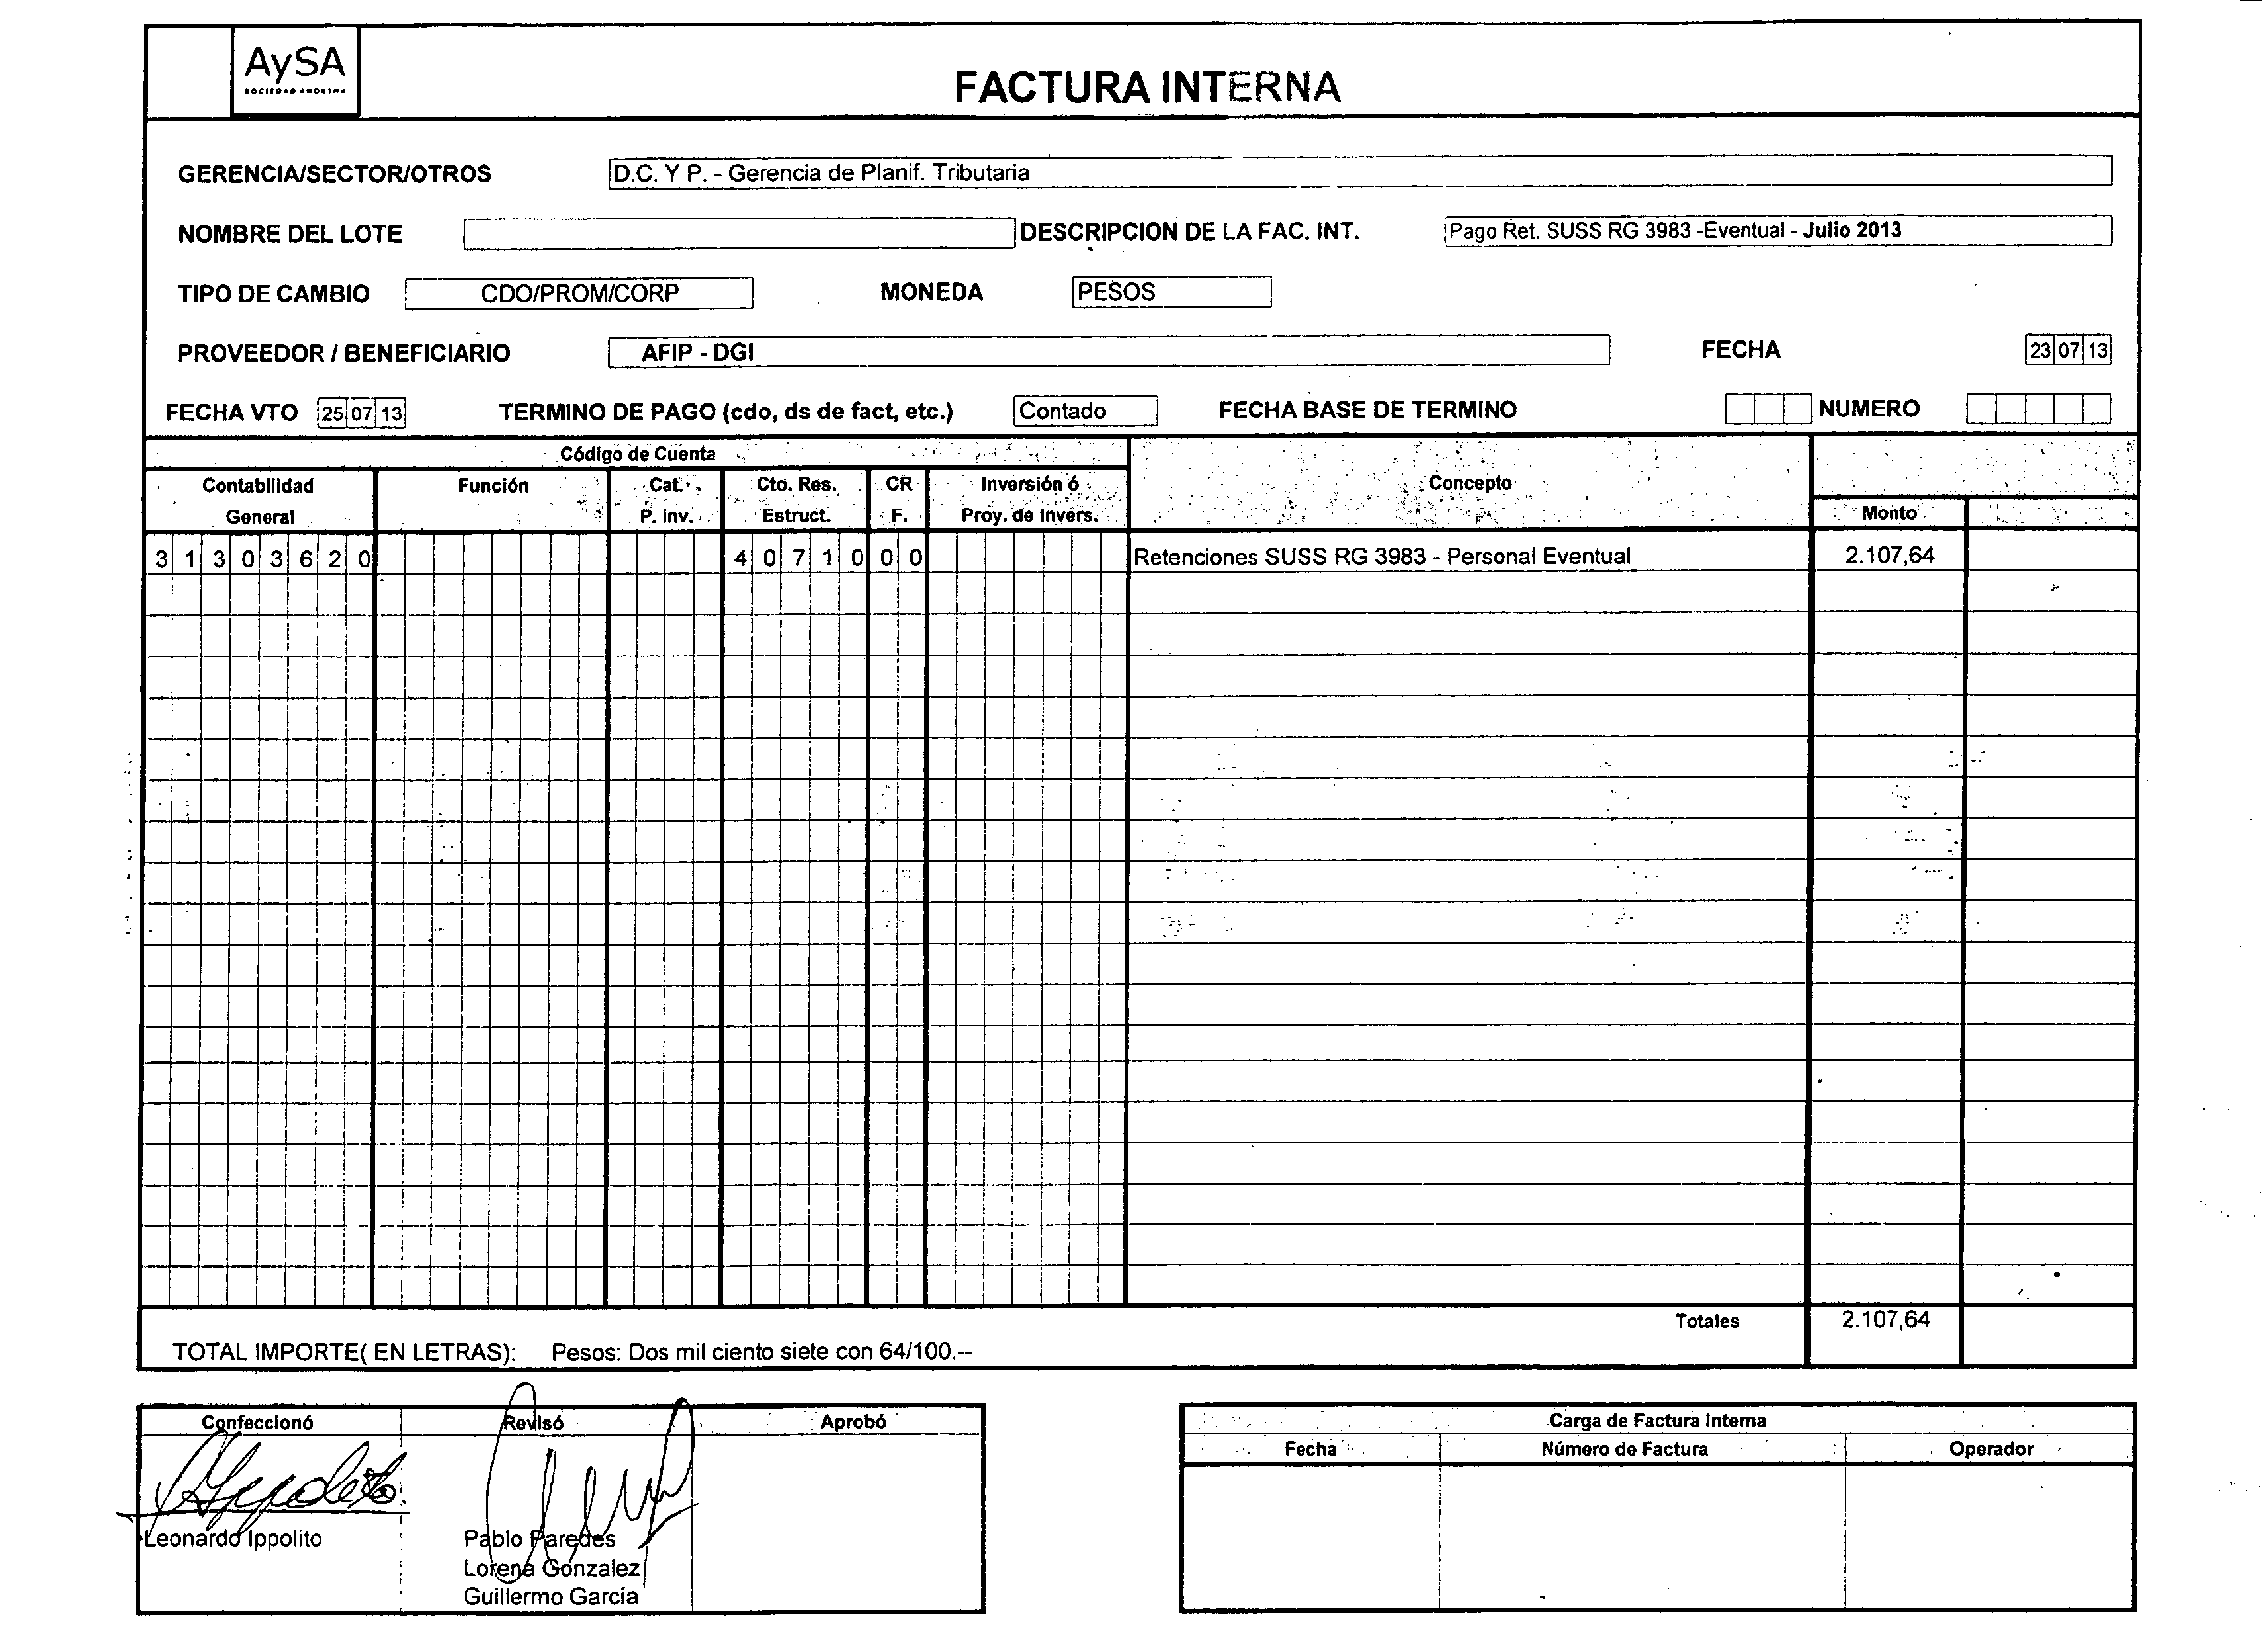 AySA
SOCIEDAD ANONIMA
FACTURA INTERNA
GERENCIA/SECTOR/OTROS D.C. Y P. - Gerencia de Planif. Tributaria
NOMBRE DEL LOTE DESCRIPCION DE LA FAC. INT. Pago Ret. SUSS RG 3983 -Eventual - Julio 2013
TIPO DE CAMBIO CDO/PROM/CORP MONEDA PESOS
PROVEEDOR / BENEFICIARIO AFIP - DGI FECHA 23 07 13
FECHA VTO 25 07 13 TERMINO DE PAGO (cdo, ds de fact, etc.) Contado FECHA BASE DE TERMINO NUMERO
Código de Cuenta
Contabilidad General Función Cat. P. Inv. Cto. Res. Estruct. CR F. Inversión ó Proy. de Invers. Concepto Monto
3 1 3 0 3 6 2 0 4 0 7 1 0 0 0 Retenciones SUSS RG 3983 - Personal Eventual 2.107,64
Totales 2.107,64
TOTAL IMPORTE( EN LETRAS): Pesos: Dos mil ciento siete con 64/100.--
Confeccionó Revisó Aprobó
Leonardo Ippolito
Pablo Paredes
Lorena Gonzalez
Guillermo García
Carga de Factura Interna
Fecha Número de Factura Operador